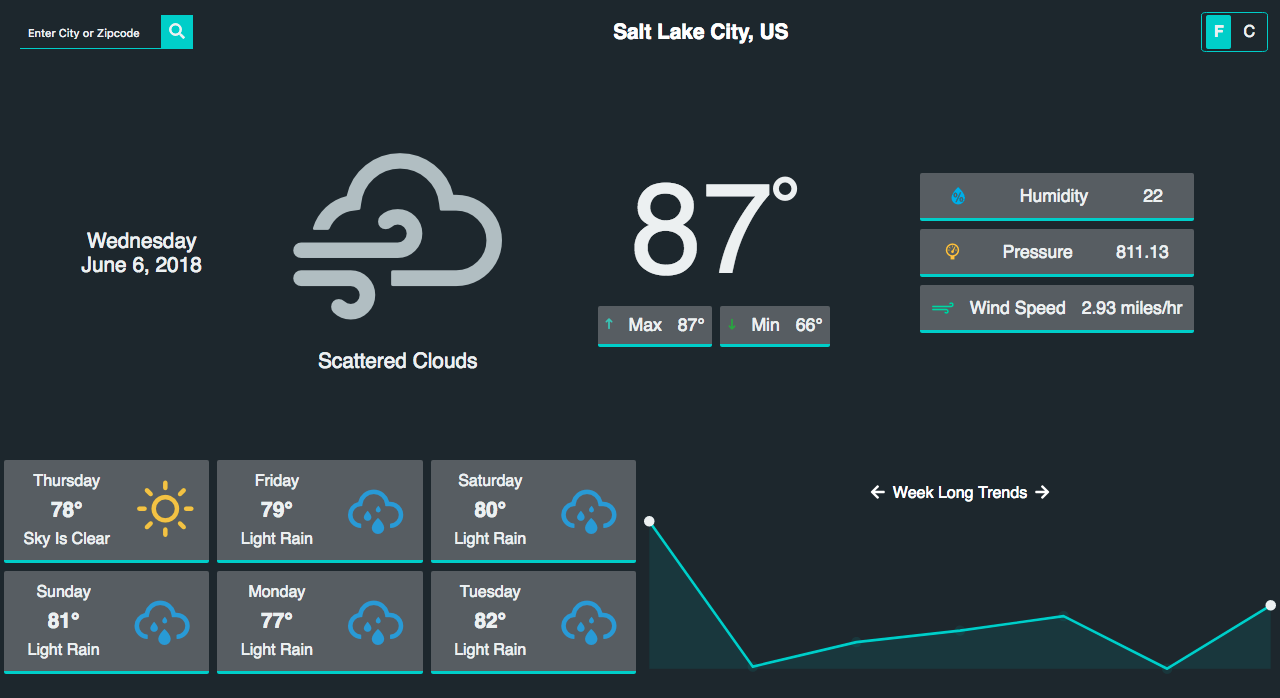 Enter City or Zipcode
Salt Lake City, US
F C
Wednesday
June 6, 2018
Scattered Clouds
87°
Max 87°
Min 66°
Humidity 22
Pressure 811.13
Wind Speed 2.93 miles/hr
Thursday
78°
Sky Is Clear
Friday
79°
Light Rain
Saturday
80°
Light Rain
Sunday
81°
Light Rain
Monday
77°
Light Rain
Tuesday
82°
Light Rain
Week Long Trends